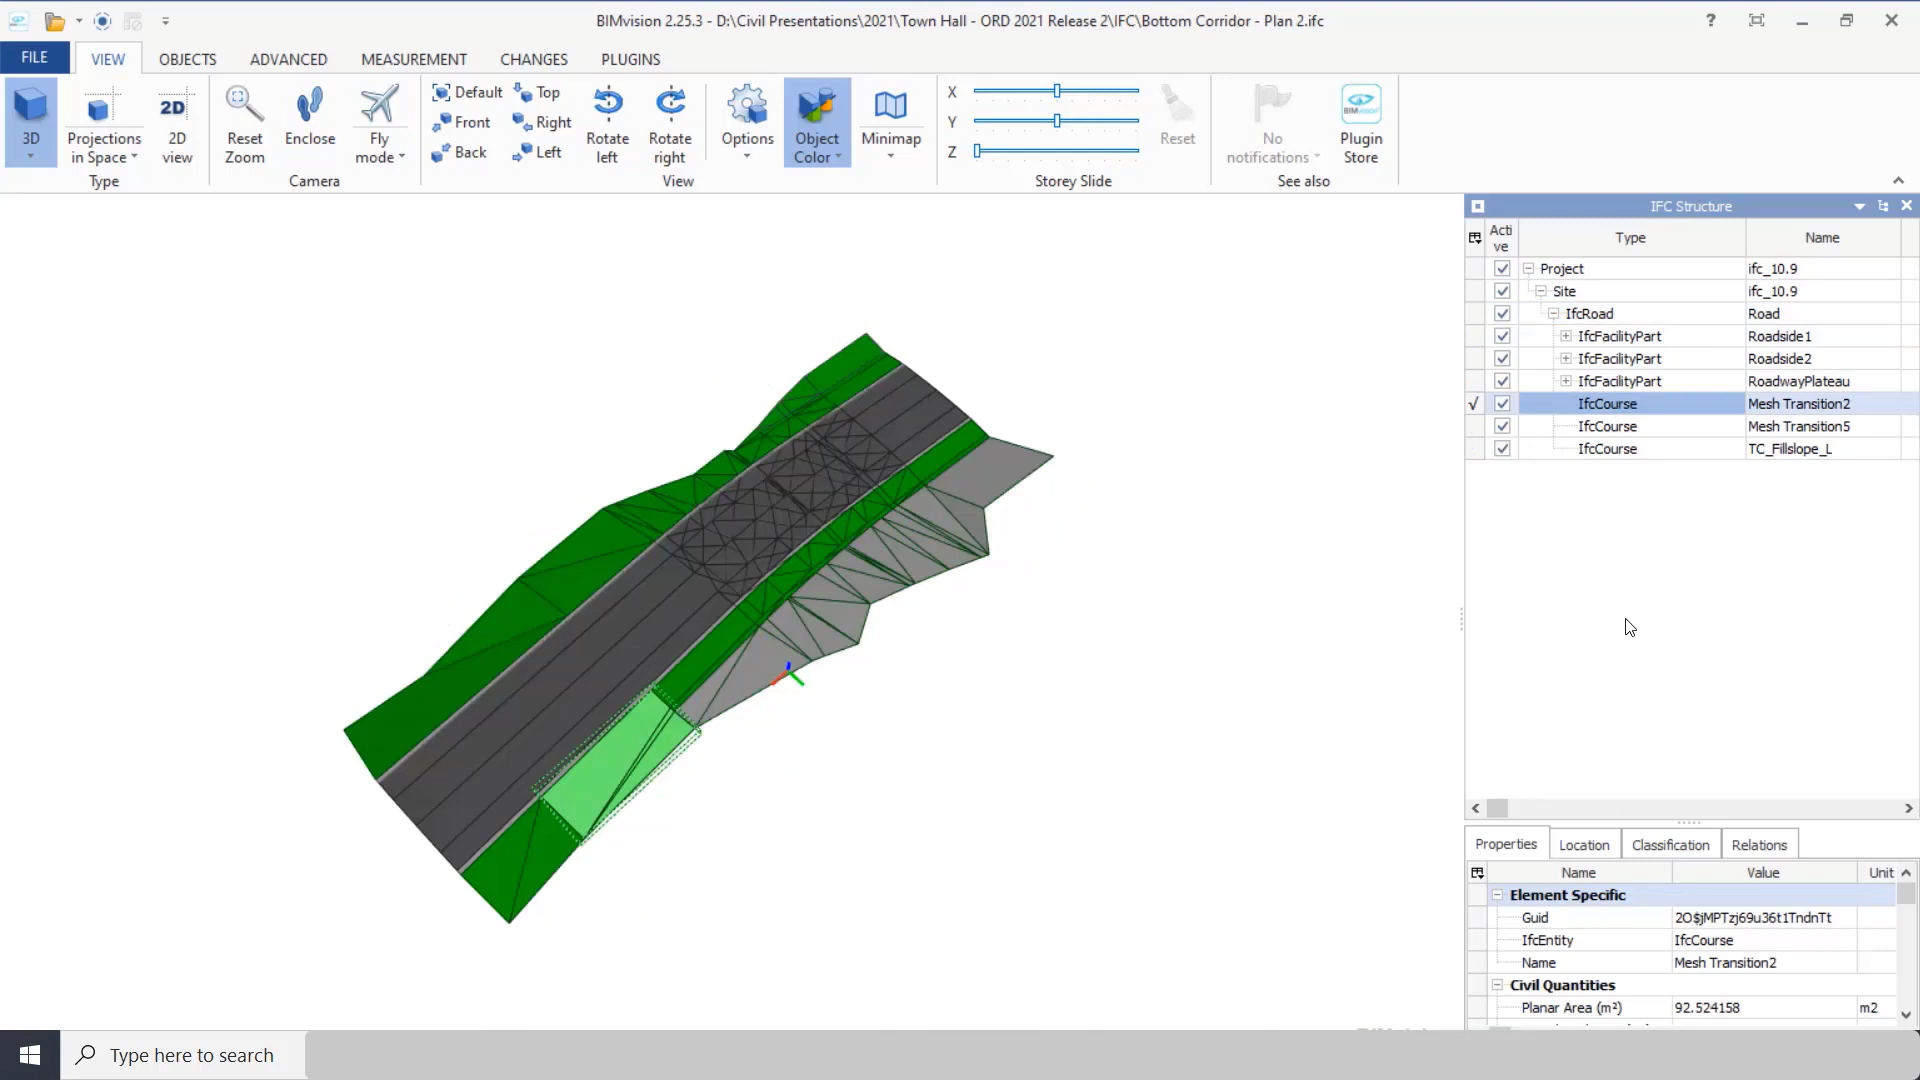 BIMvision 2.25.3 - D:\Civil Presentations\2021\Town Hall - ORD 2021 Release 2\IFC\Bottom Corridor - Plan 2.ifc
?
FILE VIEW OBJECTS ADVANCED MEASUREMENT CHANGES PLUGINS
3D
Projections in Space
2D
2D view
Type
Reset Zoom
Enclose
Fly mode
Camera
Default
Front
Back
Top
Right
Left
Rotate left
Rotate right
Options
Object Color
Minimap
View
X
Y
Z
Reset
Storey Slide
No notifications
BIMvision
Plugin Store
See also
IFC Structure
Active Type Name
Project ifc_10.9
Site ifc_10.9
IfcRoad Road
IfcFacilityPart Roadside1
IfcFacilityPart Roadside2
IfcFacilityPart RoadwayPlateau
√ IfcCourse Mesh Transition2
IfcCourse Mesh Transition5
IfcCourse TC_Fillslope_L
Properties Location Classification Relations
Name Value Unit
Element Specific
Guid 2O$jMPTzj69u36t1TndnTt
IfcEntity IfcCourse
Name Mesh Transition2
Civil Quantities
Planar Area (m²) 92.524158 m2
Type here to search